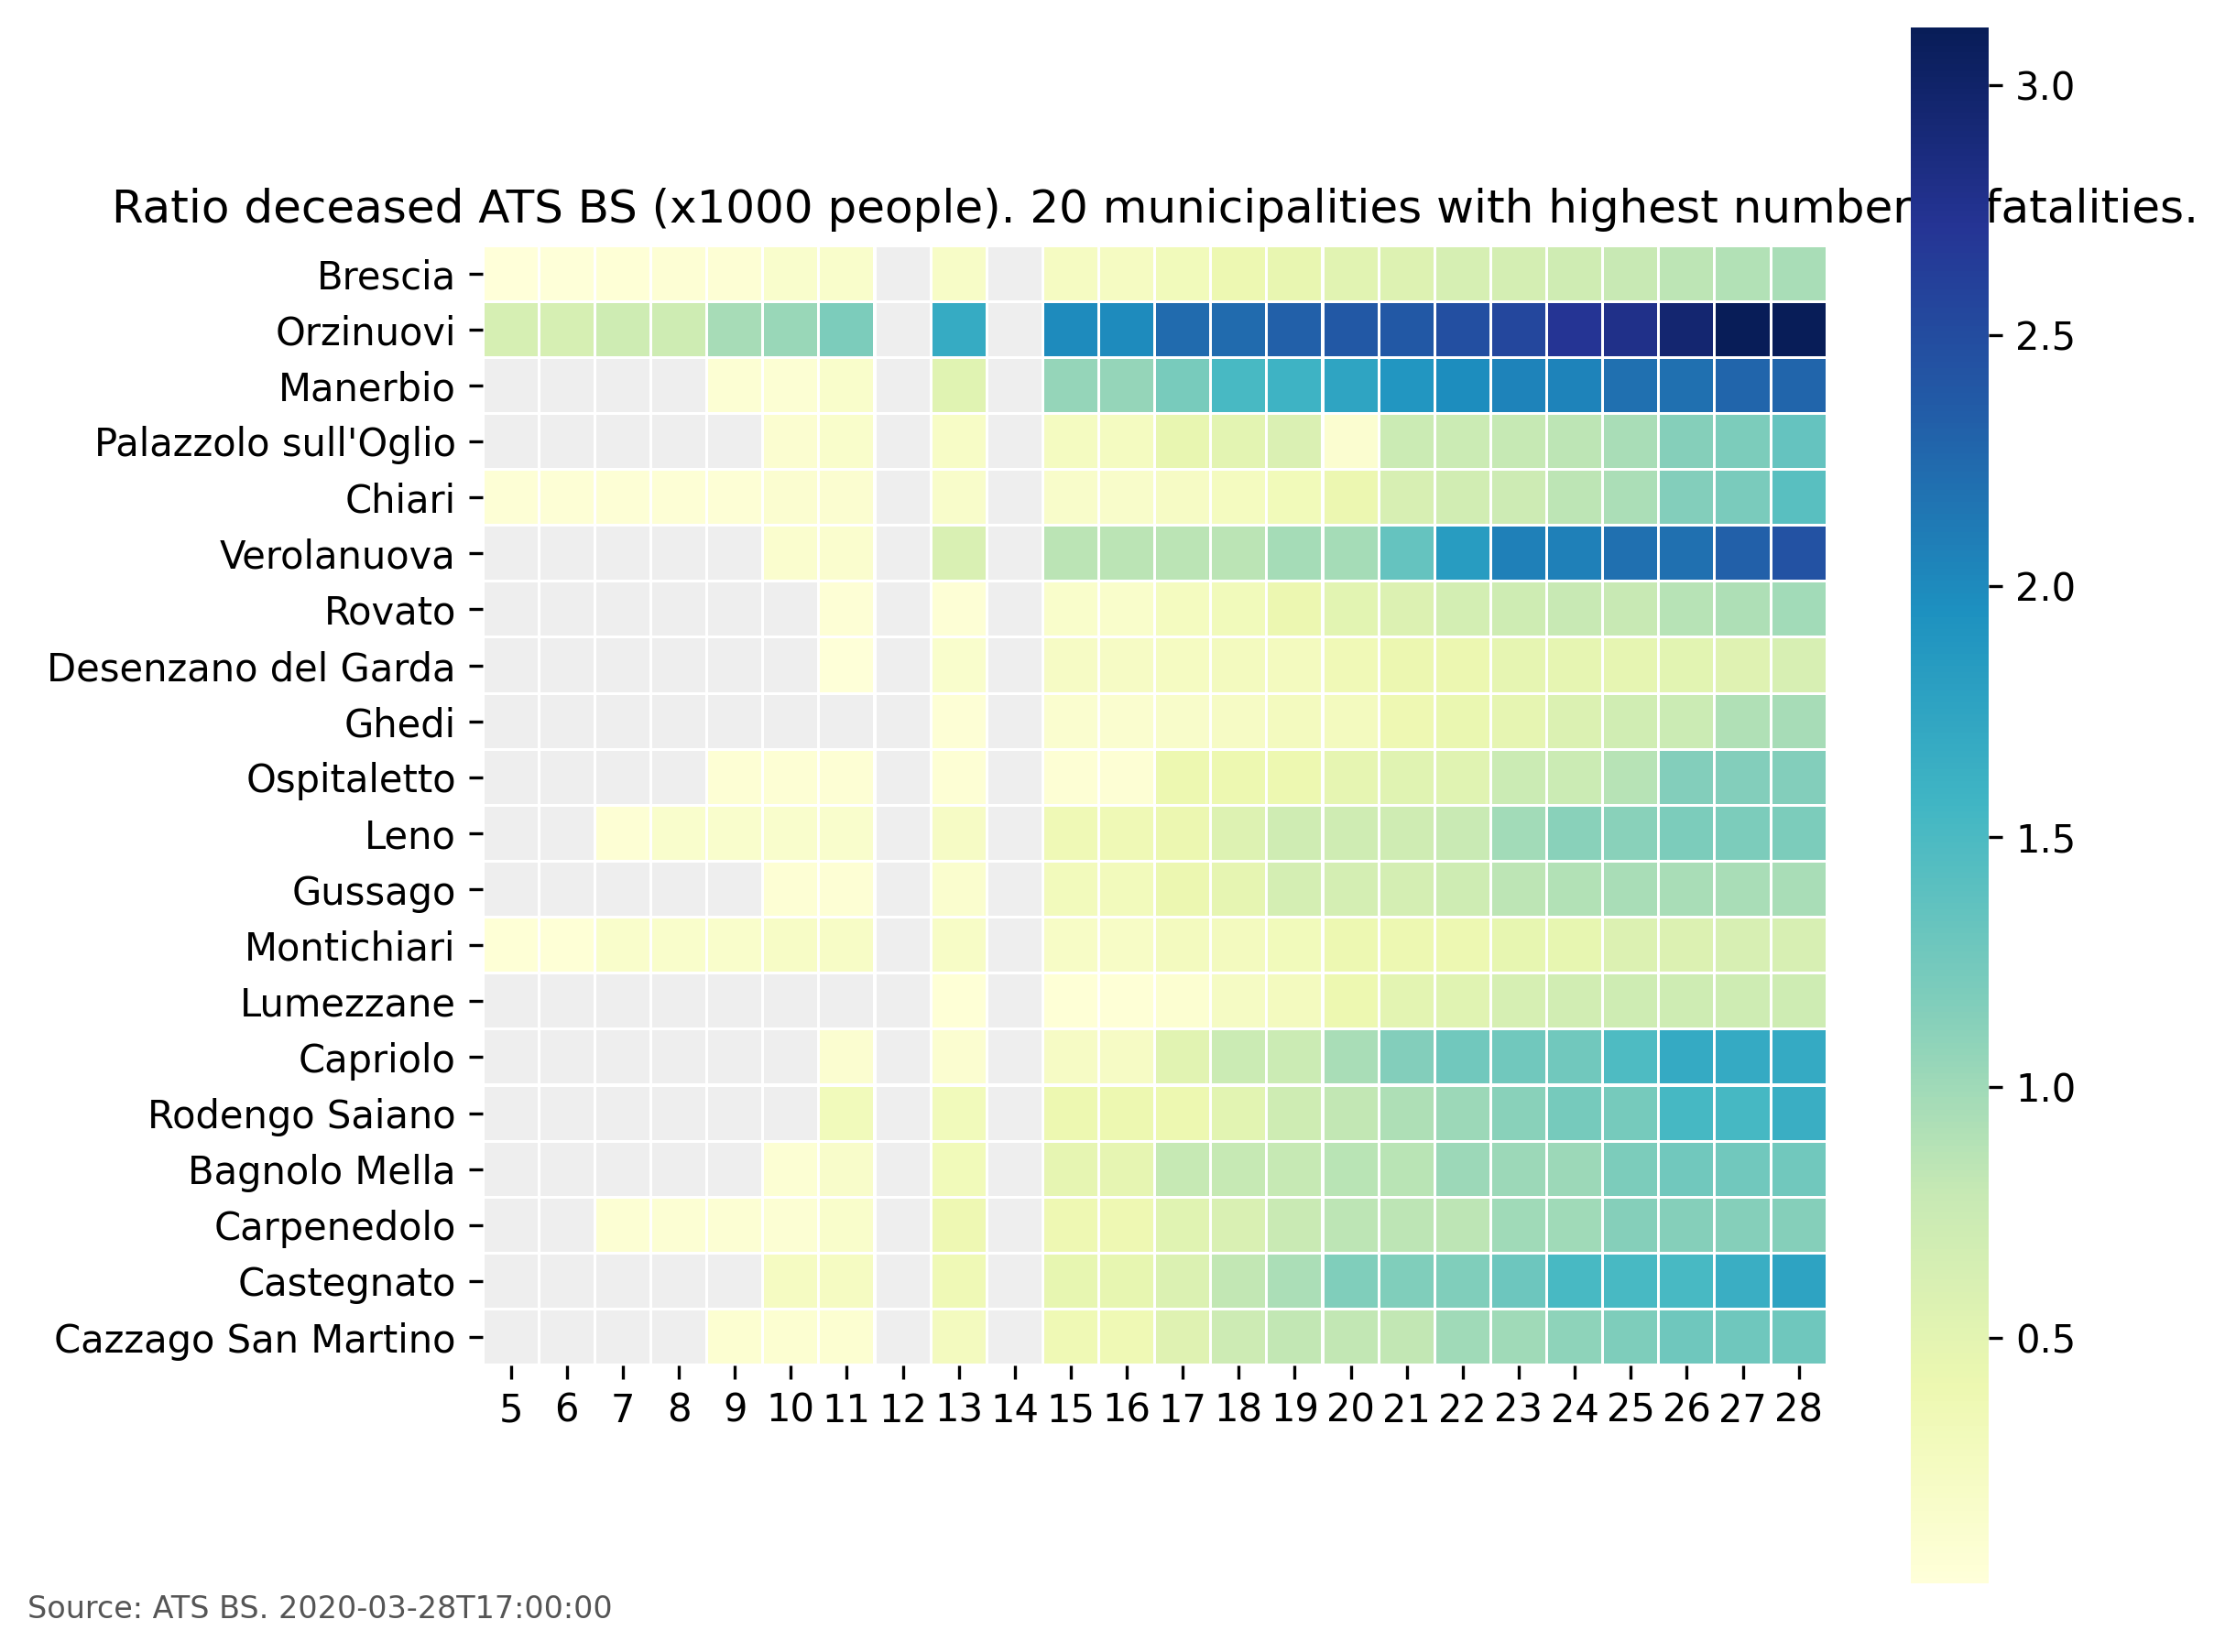 Ratio deceased ATS BS (x1000 people). 20 municipalities with highest number fatalities.
Brescia
Orzinuovi
Manerbio
Palazzolo sull'Oglio
Chiari
Verolanuova
Rovato
Desenzano del Garda
Ghedi
Ospitaletto
Leno
Gussago
Montichiari
Lumezzane
Capriolo
Rodengo Saiano
Bagnolo Mella
Carpenedolo
Castegnato
Cazzago San Martino
5 6 7 8 9 10 11 12 13 14 15 16 17 18 19 20 21 22 23 24 25 26 27 28
3.0
2.5
2.0
1.5
1.0
0.5
Source: ATS BS. 2020-03-28T17:00:00